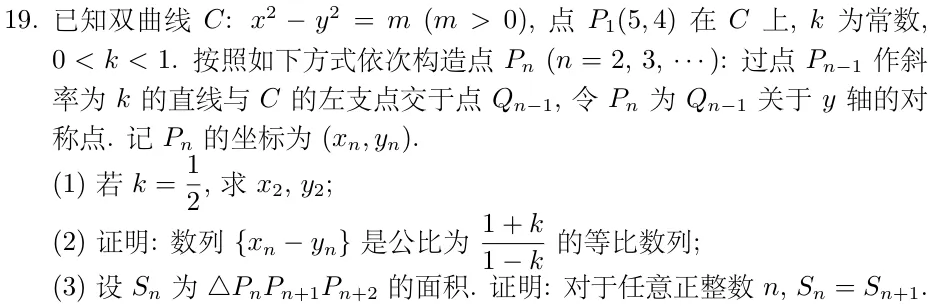 19. 已知双曲线 C: x² − y² = m (m > 0), 点 P₁(5, 4) 在 C 上, k 为常数,
0 < k < 1. 按照如下方式依次构造点 Pₙ (n = 2, 3, ⋯): 过点 Pₙ₋₁ 作斜
率为 k 的直线与 C 的左支点交于点 Qₙ₋₁, 令 Pₙ 为 Qₙ₋₁ 关于 y 轴的对
称点. 记 Pₙ 的坐标为 (xₙ, yₙ).
(1) 若 k = 1/2, 求 x₂, y₂;
(2) 证明: 数列 {xₙ − yₙ} 是公比为 (1 + k)/(1 − k) 的等比数列;
(3) 设 Sₙ 为 △PₙPₙ₊₁Pₙ₊₂ 的面积. 证明: 对于任意正整数 n, Sₙ = Sₙ₊₁.